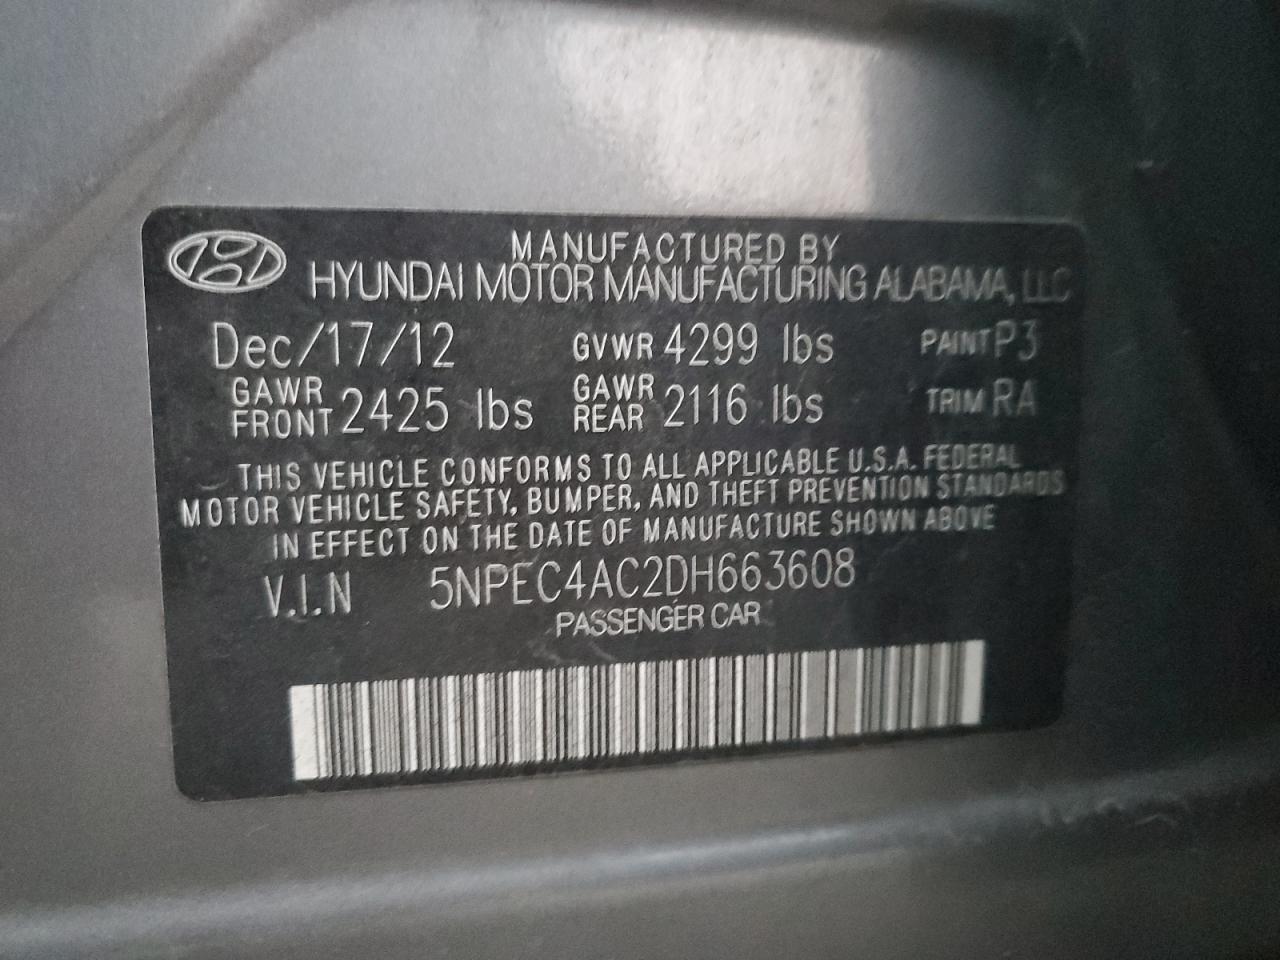 MANUFACTURED BY
HYUNDAI MOTOR MANUFACTURING ALABAMA, LLC
Dec/17/12 GVWR 4299 lbs PAINT P3
GAWR FRONT 2425 lbs GAWR REAR 2116 lbs TRIM RA
THIS VEHICLE CONFORMS TO ALL APPLICABLE U.S.A. FEDERAL
MOTOR VEHICLE SAFETY, BUMPER, AND THEFT PREVENTION STANDARDS
IN EFFECT ON THE DATE OF MANUFACTURE SHOWN ABOVE
V.I.N 5NPEC4AC2DH663608
PASSENGER CAR